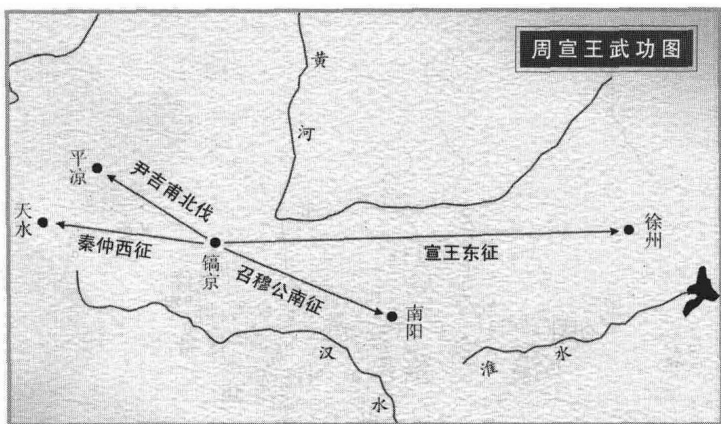 周宣王武功图
黄河
平凉
尹吉甫北伐
天水
秦仲西征
镐京
宣王东征
徐州
召穆公南征
南阳
汉水
淮水